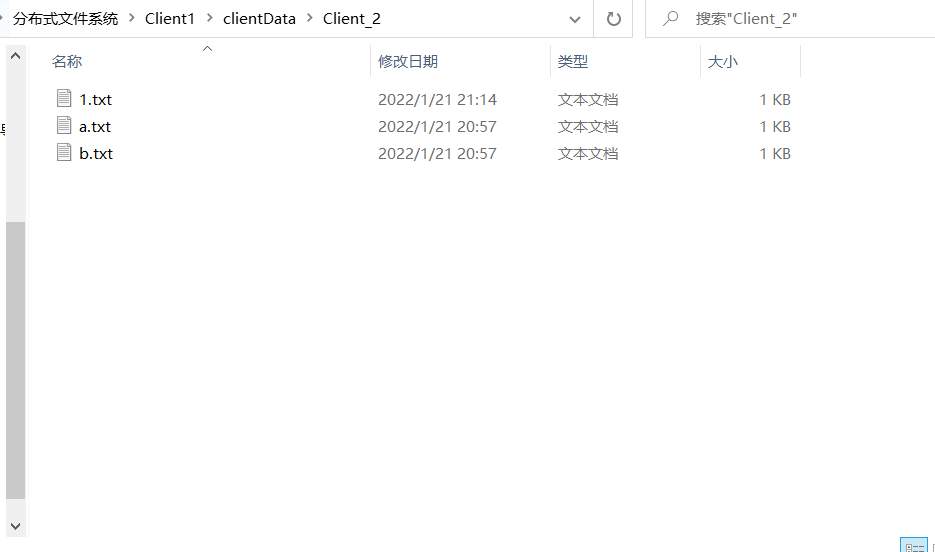 分布式文件系统 > Client1 > clientData > Client_2 搜索"Client_2"
名称 修改日期 类型 大小
1.txt 2022/1/21 21:14 文本文档 1 KB
a.txt 2022/1/21 20:57 文本文档 1 KB
b.txt 2022/1/21 20:57 文本文档 1 KB